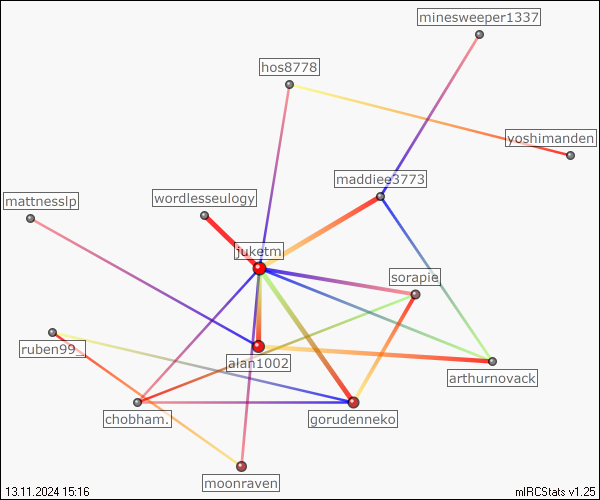 minesweeper1337
hos8778
yoshimanden
maddiee3773
wordlesseulogy
mattnesslp
juketm
sorapie
ruben99_
alan1002
arthurnovack
chobham.
gorudenneko
moonraven
13.11.2024 15:16
mIRCStats v1.25